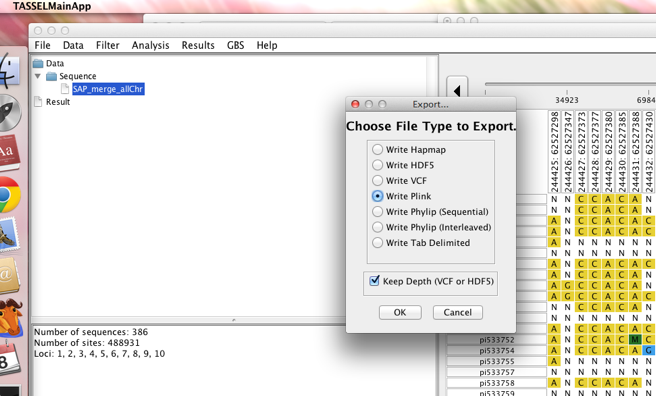 TASSELMainApp
File Data Filter Analysis Results GBS Help
Data
Sequence
SAP_merge_allChr
Result
Number of sequences: 386
Number of sites: 488931
Loci: 1, 2, 3, 4, 5, 6, 7, 8, 9, 10
Export...
Choose File Type to Export.
Write Hapmap
Write HDF5
Write VCF
Write Plink
Write Phylip (Sequential)
Write Phylip (Interleaved)
Write Tab Delimited
Keep Depth (VCF or HDF5)
OK Cancel
34923 6984
244425: 62527298
244426: 62527347
244427: 62527373
244428: 62527377
244429: 62527380
244430: 62527385
244431: 62527388
244432: 62527430
N N C C A C A N
N N C C A C A N
A N C C A C A C
A N C C A C A C
A N N N N N N N
N N N N N N N N
A N C C A C A C
A N C C A C A C
A G C C A C A C
A G C C A C A C
N N C C A C A N
N N N N N N N N
A N C C A C A C
pi533752 A N C C A C M C
pi533754 A N C C A C A G
pi533755 A N N N N N N N
pi533757 N N N N N N N N
pi533758 A N C C A C A N
pi533759 N N N N N N N N